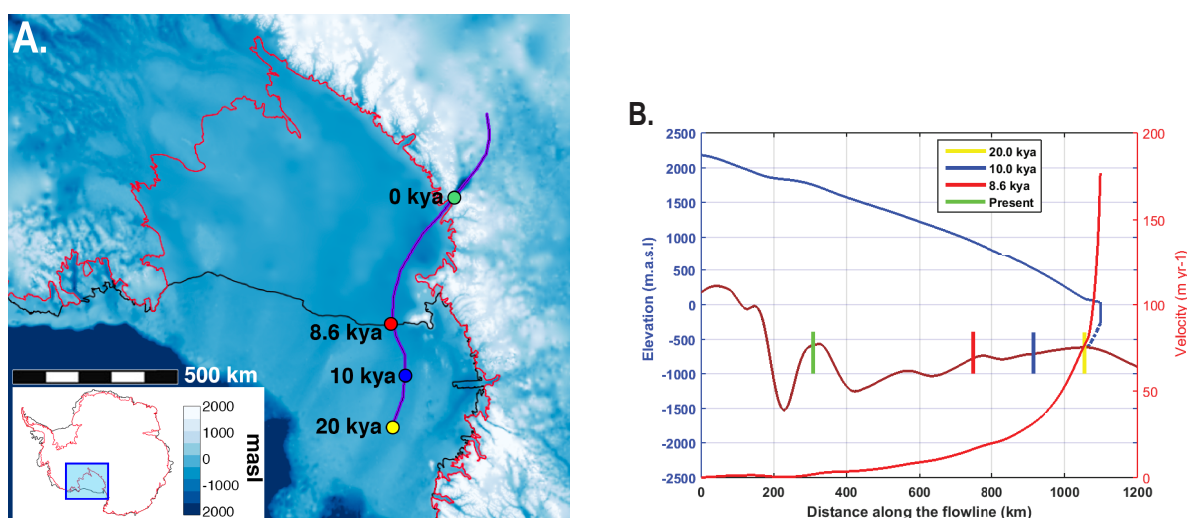 A.
0 kya
8.6 kya
10 kya
20 kya
500 km
2000
1000
0
1000
2000
masl
B.
2500
2000
1500
1000
500
0
-500
-1000
-1500
-2000
-2500
Elevation (m.a.s.l)
20.0 kya
10.0 kya
8.6 kya
Present
200
150
100
50
0
Velocity (m yr-1)
0 200 400 600 800 1000 1200
Distance along the flowline (km)